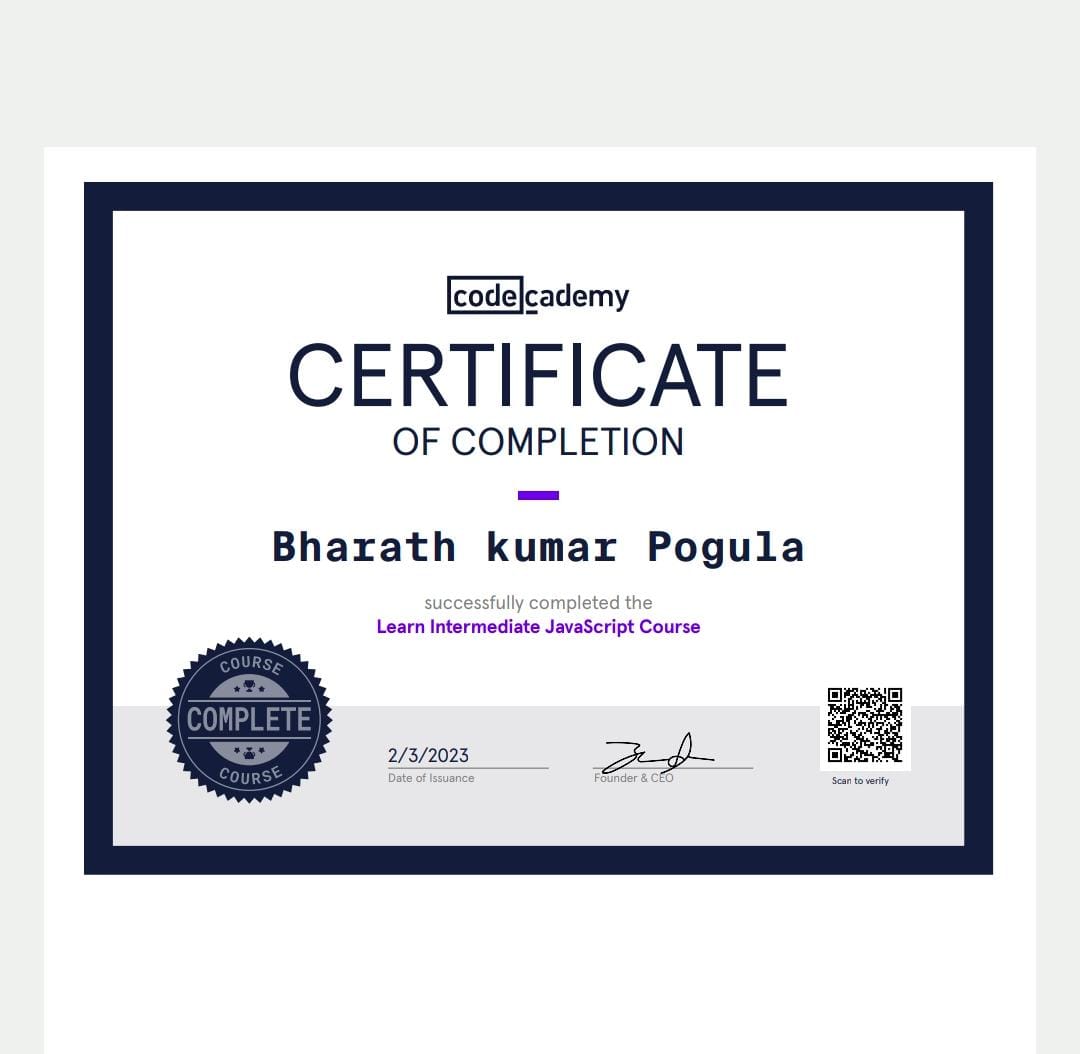 codecademy
CERTIFICATE
OF COMPLETION
Bharath kumar Pogula
successfully completed the
Learn Intermediate JavaScript Course
COURSE
COMPLETE
COURSE
2/3/2023
Date of Issuance
Founder & CEO
Scan to verify